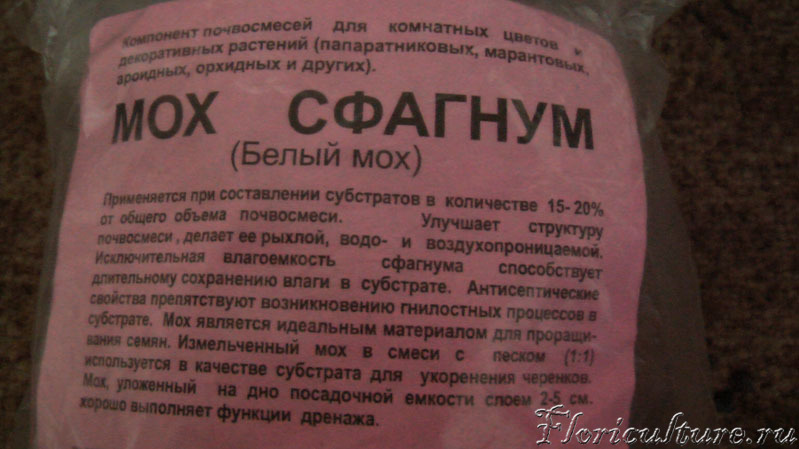 Компонент почвосмесей для комнатных цветов и
декоративных растений (папаратниковых, марантовых,
ароидных, орхидных и других).
МОХ СФАГНУМ
(Белый мох)
Применяется при составлении субстратов в количестве 15-20%
от общего объема почвосмеси. Улучшает структуру
почвосмеси, делает ее рыхлой, водо- и воздухопроницаемой.
Исключительная влагоемкость сфагнума способствует
длительному сохранению влаги в субстрате. Антисептические
свойства препятствуют возникновению гнилостных процессов в
субстрате. Мох является идеальным материалом для проращи-
вания семян. Измельченный мох в смеси с песком (1:1)
используется в качестве субстрата для укоренения черенков.
Мох, уложенный на дно посадочной емкости слоем 2-5 см.
хорошо выполняет функции дренажа.
Floriculture.ru